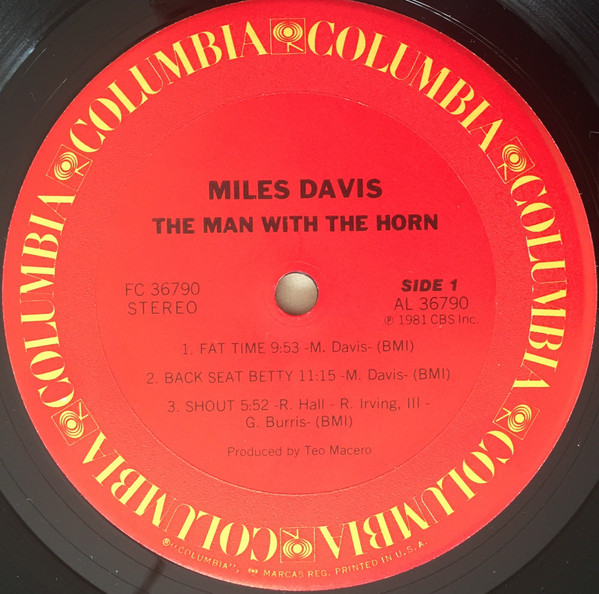 COLUMBIA COLUMBIA COLUMBIA COLUMBIA COLUMBIA COLUMBIA COLUMBIA COLUMBIA
MILES DAVIS
THE MAN WITH THE HORN
FC 36790
STEREO
SIDE 1
AL 36790
℗ 1981 CBS Inc.
1. FAT TIME 9:53 -M. Davis- (BMI)
2. BACK SEAT BETTY 11:15 -M. Davis- (BMI)
3. SHOUT 5:52 -R. Hall - R. Irving, III -
G. Burris- (BMI)
Produced by Teo Macero
®"COLUMBIA", MARCAS REG. PRINTED IN U.S.A.